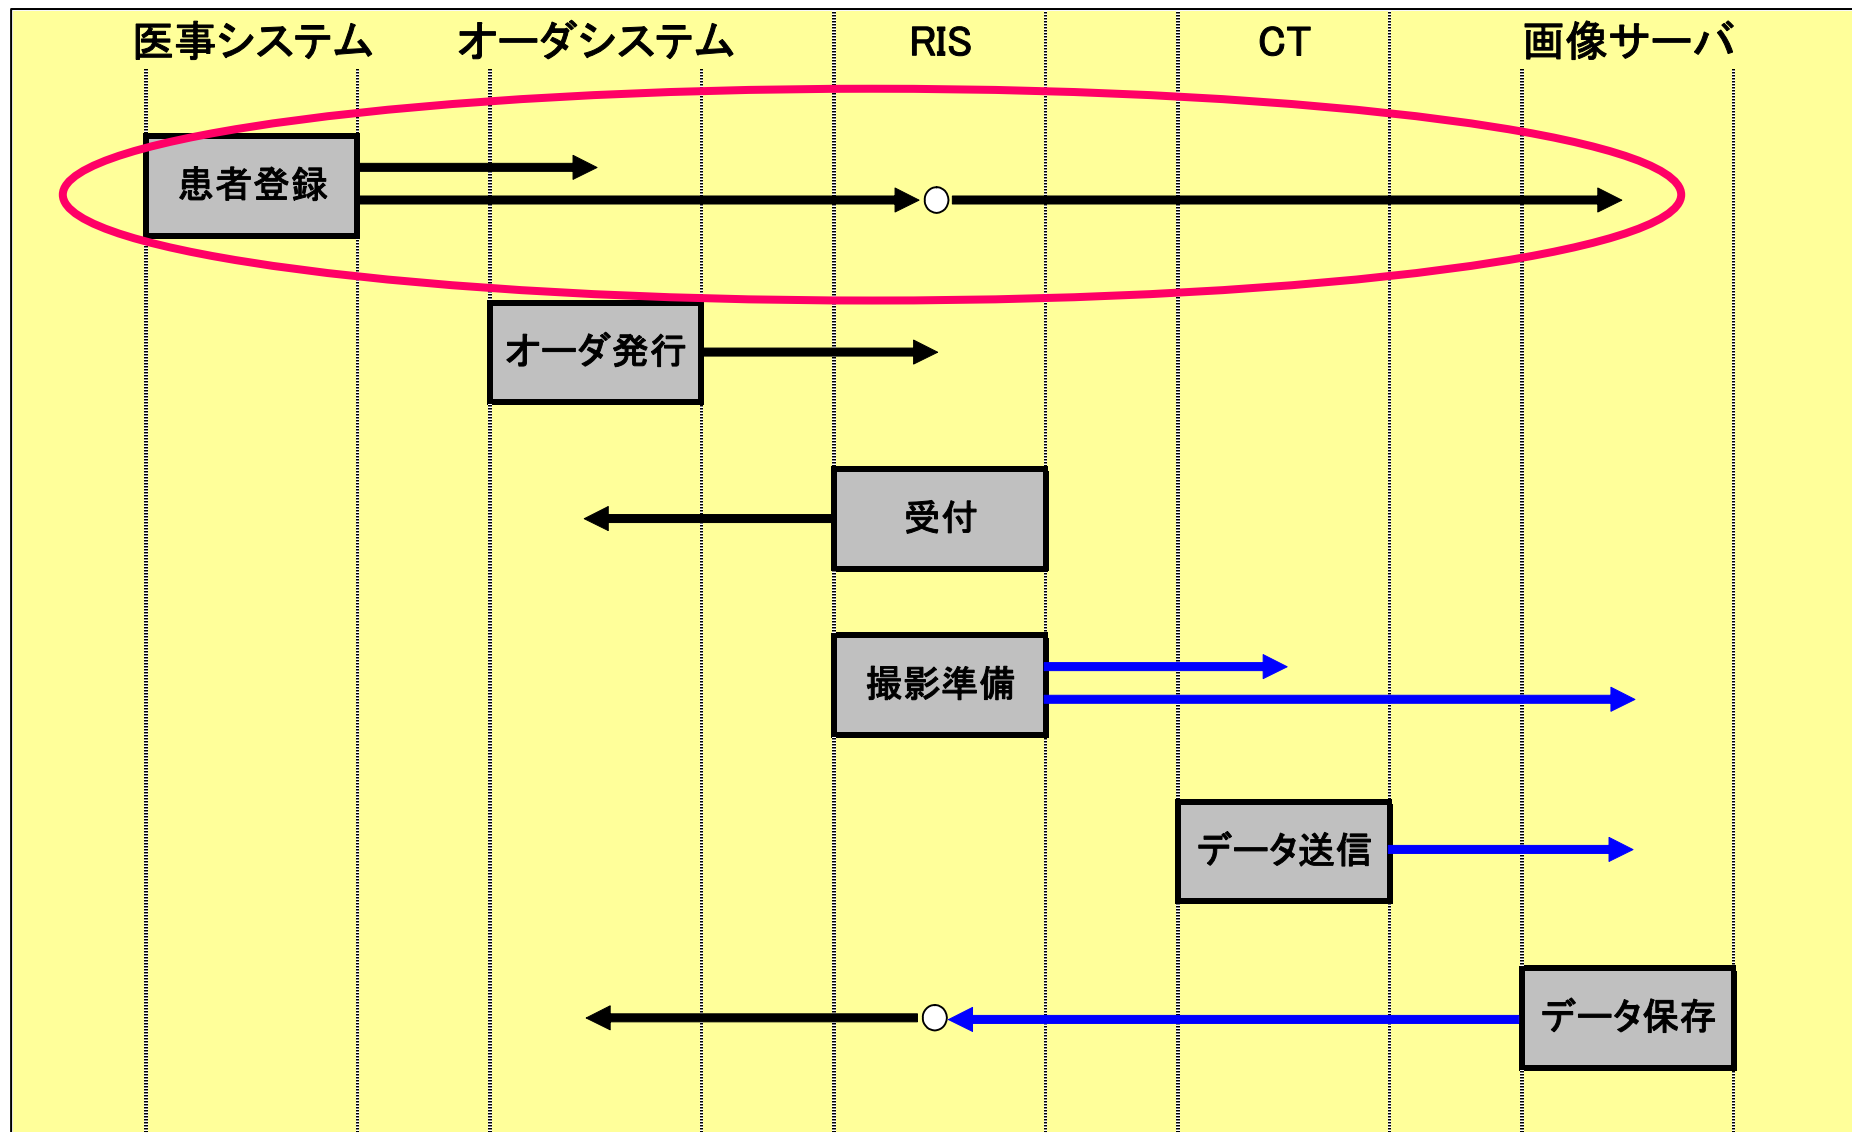 医事システム オーダシステム RIS CT 画像サーバ
患者登録
オーダ発行
受付
撮影準備
データ送信
データ保存